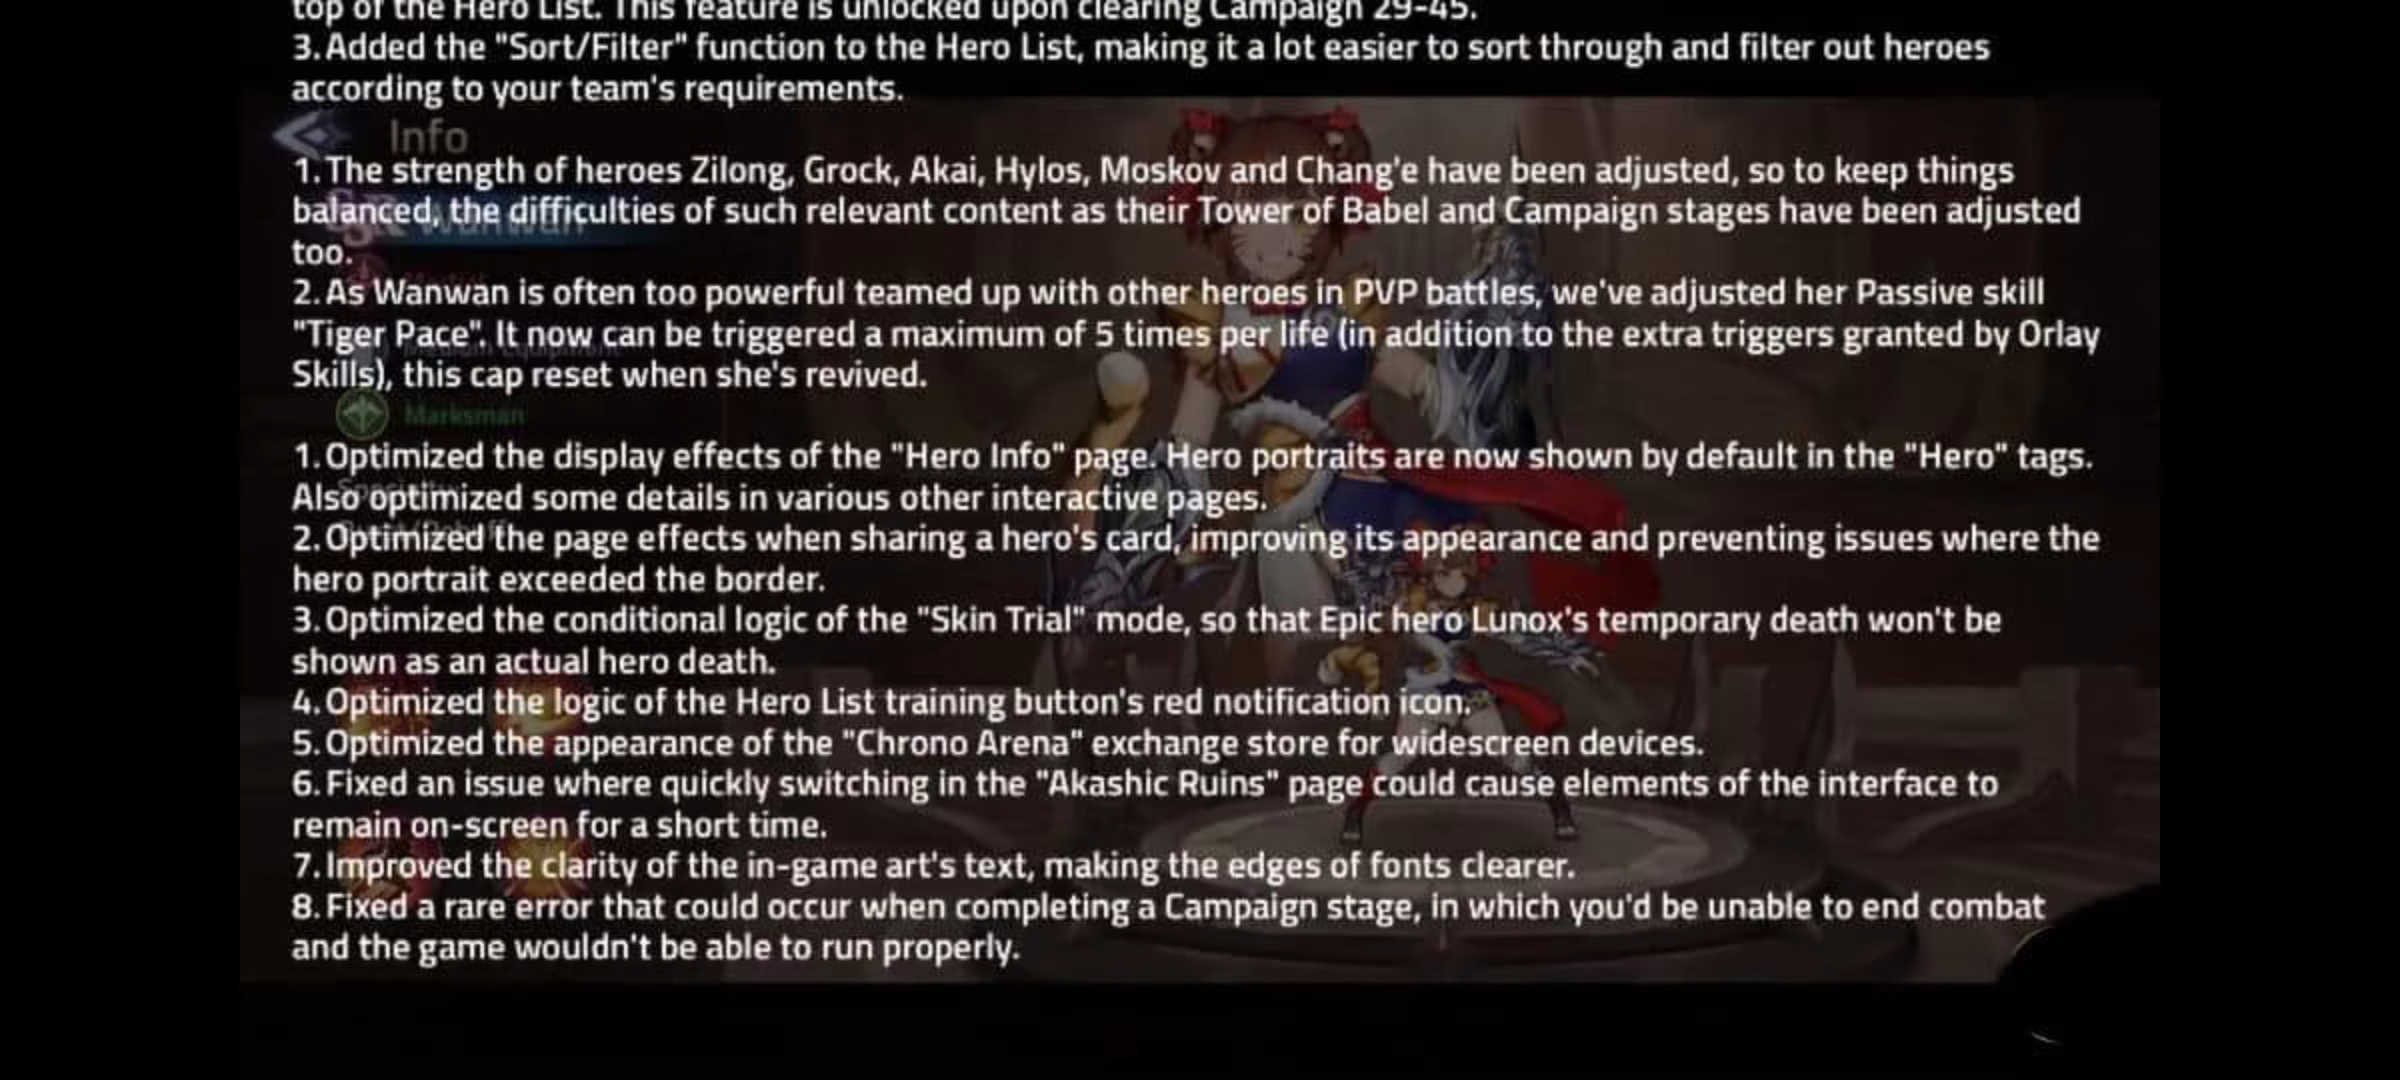 top of the Hero List. This feature is unlocked upon clearing Campaign 29-45.
3.Added the "Sort/Filter" function to the Hero List, making it a lot easier to sort through and filter out heroes
according to your team's requirements.
Info
1.The strength of heroes Zilong, Grock, Akai, Hylos, Moskov and Chang'e have been adjusted, so to keep things
balanced, the difficulties of such relevant content as their Tower of Babel and Campaign stages have been adjusted
Wanwan
too.
2.As Wanwan is often too powerful teamed up with other heroes in PVP battles, we've adjusted her Passive skill
"Tiger Pace". It now can be triggered a maximum of 5 times per life (in addition to the extra triggers granted by Orlay
Medium Equipment
Skills), this cap reset when she's revived.
Marksman
1.Optimized the display effects of the "Hero Info" page. Hero portraits are now shown by default in the "Hero" tags.
Also optimized some details in various other interactive pages.
2.Optimized the page effects when sharing a hero's card, improving its appearance and preventing issues where the
hero portrait exceeded the border.
3.Optimized the conditional logic of the "Skin Trial" mode, so that Epic hero Lunox's temporary death won't be
shown as an actual hero death.
4.Optimized the logic of the Hero List training button's red notification icon.
5.Optimized the appearance of the "Chrono Arena" exchange store for widescreen devices.
6.Fixed an issue where quickly switching in the "Akashic Ruins" page could cause elements of the interface to
remain on-screen for a short time.
7.Improved the clarity of the in-game art's text, making the edges of fonts clearer.
8.Fixed a rare error that could occur when completing a Campaign stage, in which you'd be unable to end combat
and the game wouldn't be able to run properly.